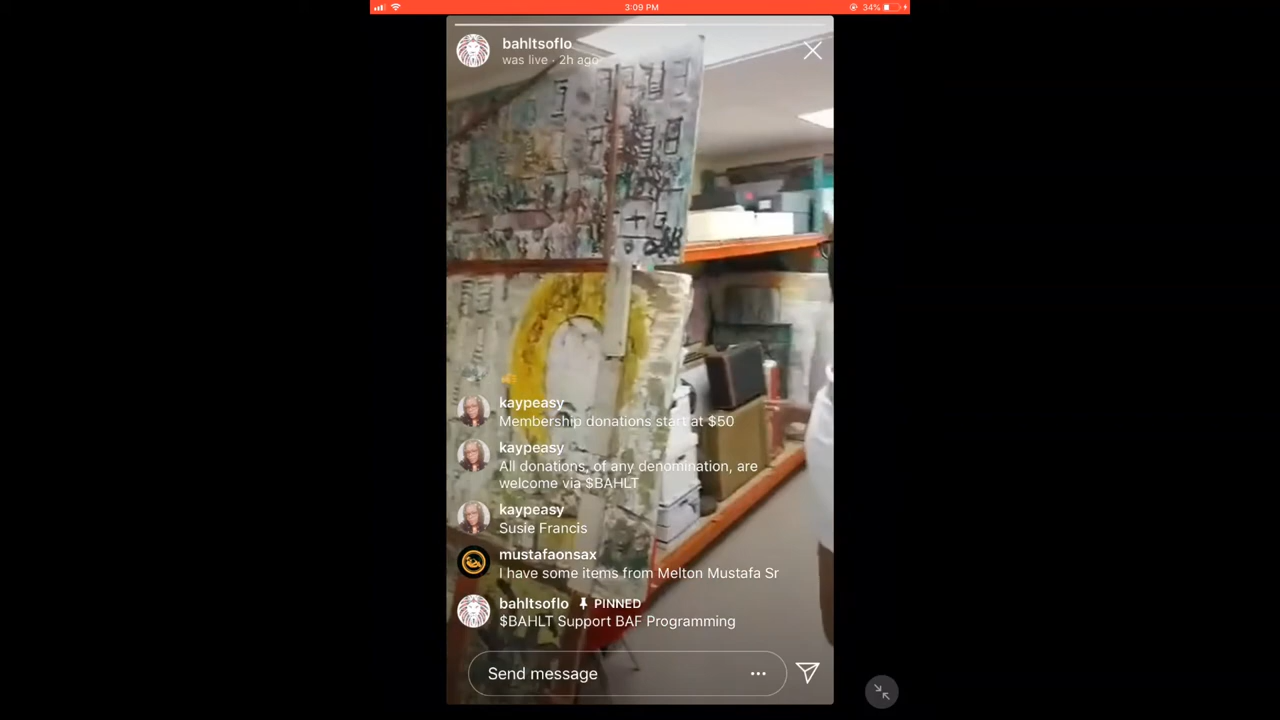 3:09 PM
34%
bahltsoflo
was live · 2h ago
kaypeasy
Membership donations start at $50
kaypeasy
All donations, of any denomination, are
welcome via $BAHLT
kaypeasy
Susie Francis
mustafaonsax
I have some items from Melton Mustafa Sr
bahltsoflo PINNED
$BAHLT Support BAF Programming
Send message